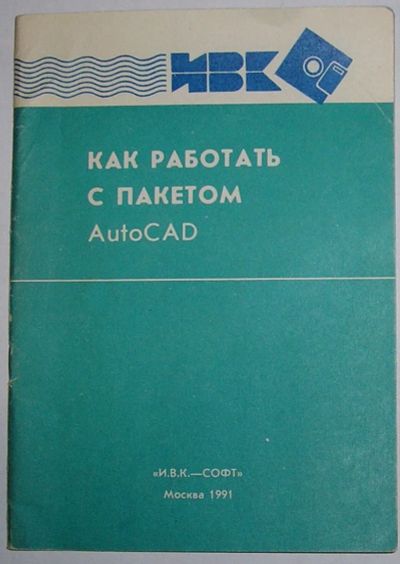 ИВК
КАК РАБОТАТЬ
С ПАКЕТОМ
AutoCAD
«И.В.К.—СОФТ»
Москва 1991